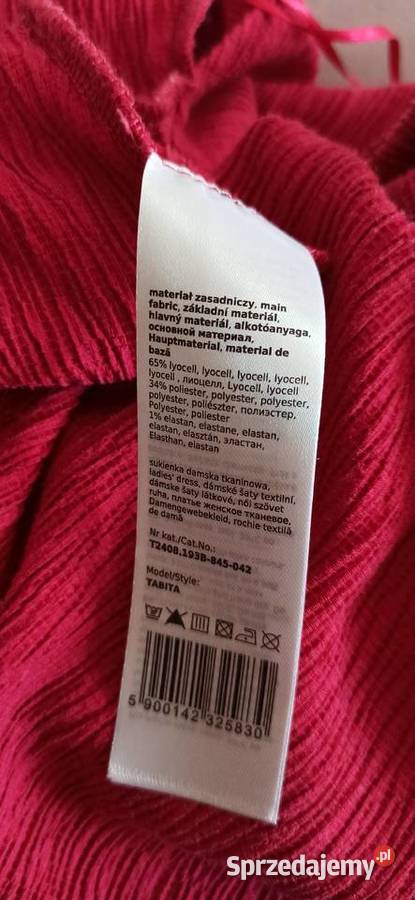 materiał zasadniczy, main
fabric, základní materiál,
hlavný materiál, alkotóanyaga,
основной материал,
Hauptmaterial, material de
bază
65% lyocell, lyocell, lyocell, lyocell,
lyocell , лиоцелл, Lyocell, lyocell
34% poliester, polyester, polyester,
polyester, poliészter, полиэстер,
Polyester, poliester
1% elastan, elastane, elastan,
elastan, elasztán, эластан,
Elasthan, elastan
sukienka damska tkaninowa,
ladies' dress, dámské šaty textilní,
dámske šaty látkové, női szövet
ruha, платье женское тканевое,
Damengewebekleid, rochie textilă
de damă
Nr kat./Cat.No.:
T2408.193B-845-042
Model/Style:
TABITA
5 900142 325830
Sprzedajemy.pl